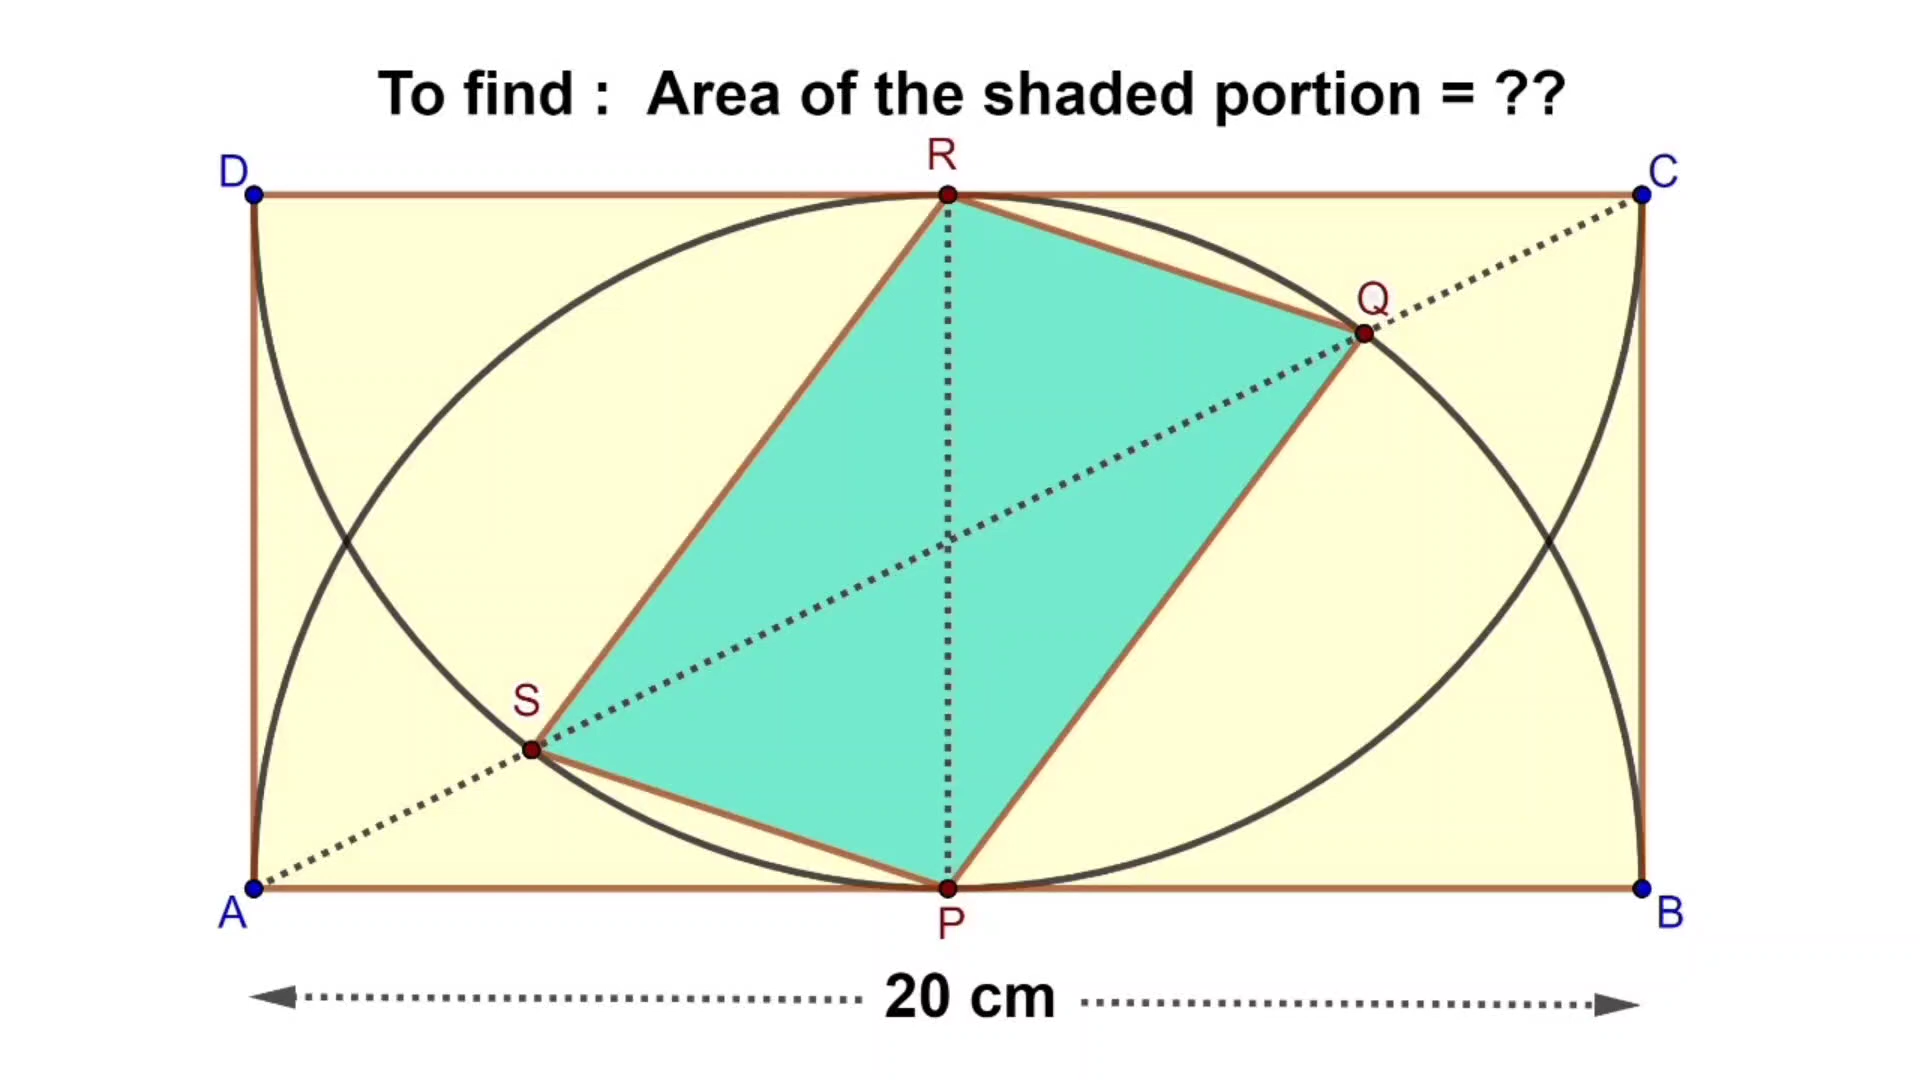 To find : Area of the shaded portion = ??
D
R
C
Q
S
A
P
B
20 cm